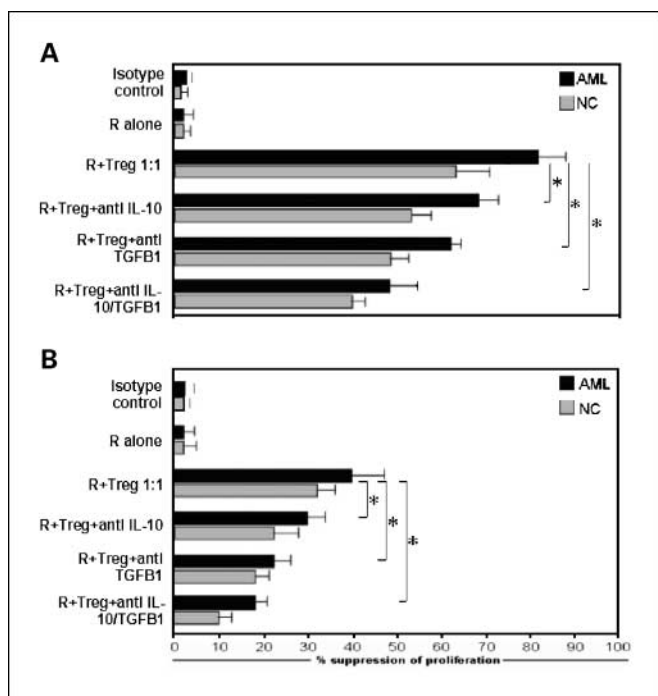 A
AML
NC
Isotype
control
R alone
R+Treg 1:1
R+Treg+anti IL-10
R+Treg+anti
TGFB1
R+Treg+anti IL-
10/TGFB1
*
*
*
B
AML
NC
Isotype
control
R alone
R+Treg 1:1
R+Treg+anti IL-10
R+Treg+anti
TGFB1
R+Treg+anti IL-
10/TGFB1
*
*
*
0 10 20 30 40 50 60 70 80 90 100
% suppression of proliferation